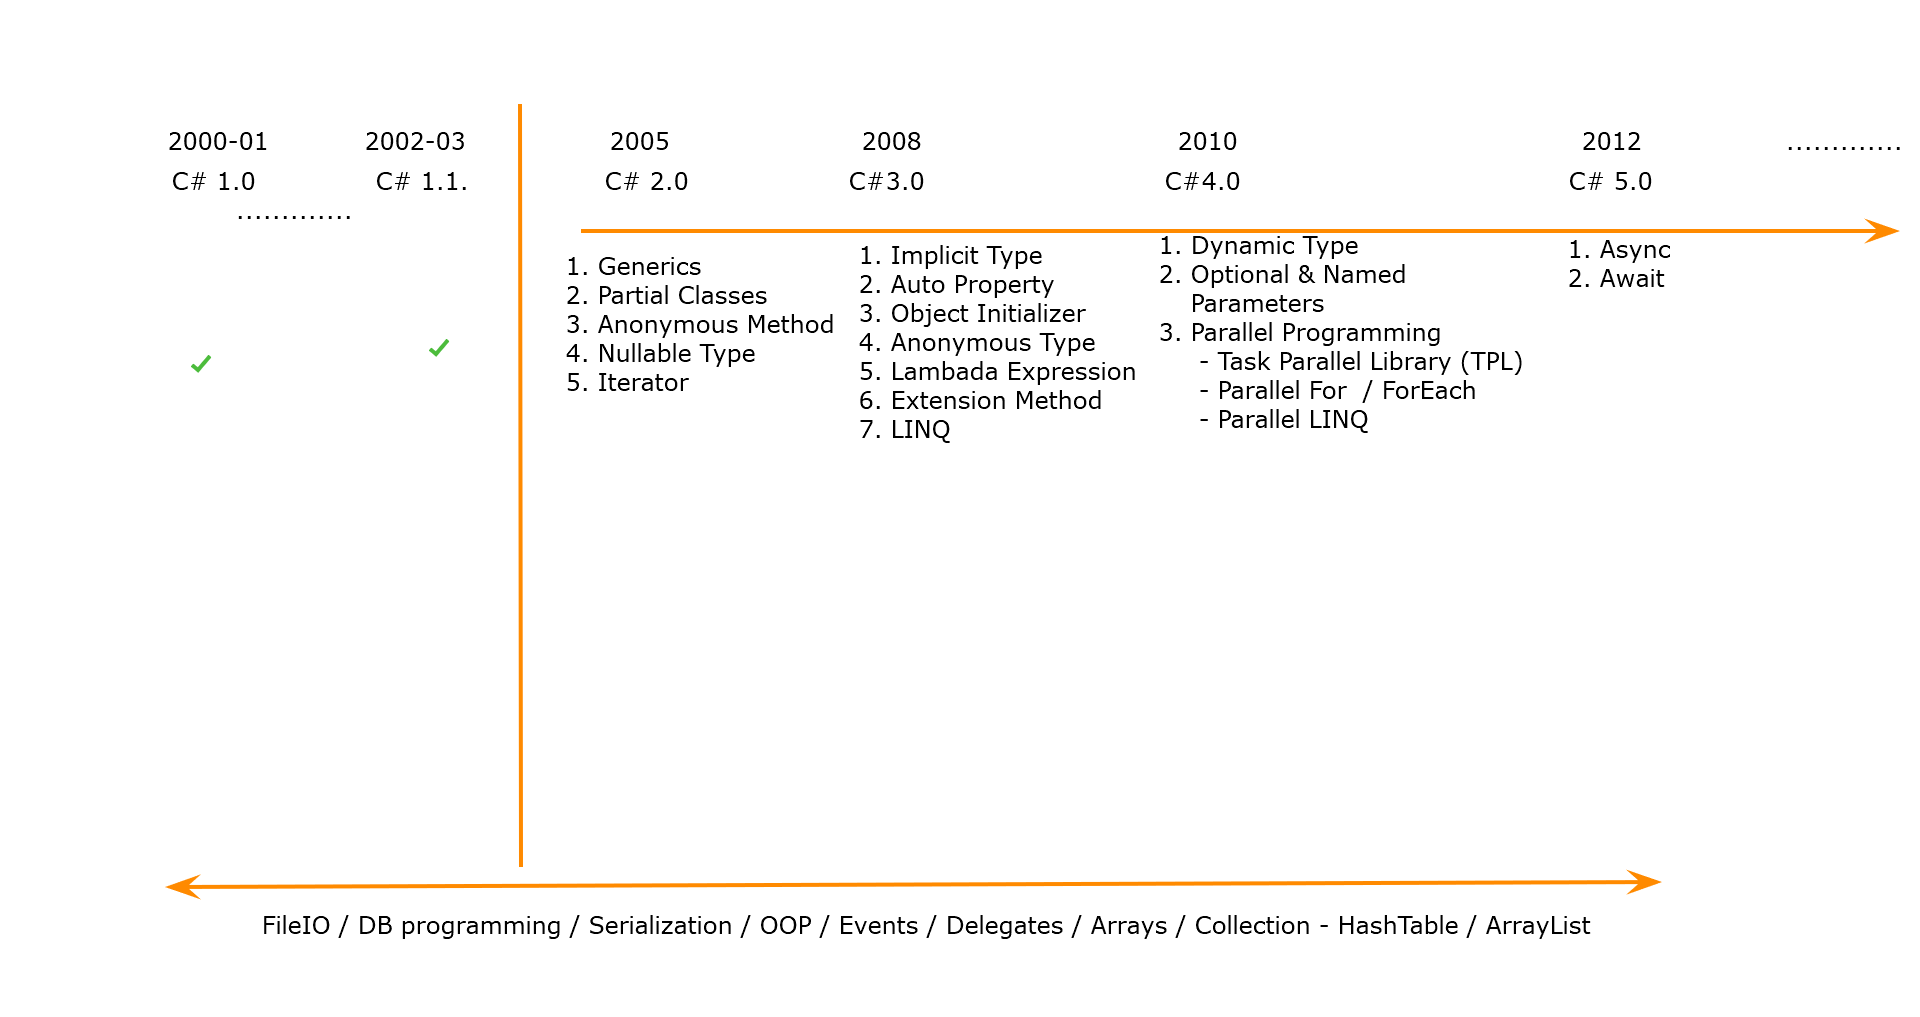 2000-01
C# 1.0
.............
2002-03
C# 1.1.
2005
C# 2.0
1. Generics
2. Partial Classes
3. Anonymous Method
4. Nullable Type
5. Iterator
2008
C#3.0
1. Implicit Type
2. Auto Property
3. Object Initializer
4. Anonymous Type
5. Lambada Expression
6. Extension Method
7. LINQ
2010
C#4.0
1. Dynamic Type
2. Optional & Named
Parameters
3. Parallel Programming
- Task Parallel Library (TPL)
- Parallel For  / ForEach
- Parallel LINQ
2012
C# 5.0
1. Async
2. Await
.............
FileIO / DB programming / Serialization / OOP / Events / Delegates / Arrays / Collection - HashTable / ArrayList